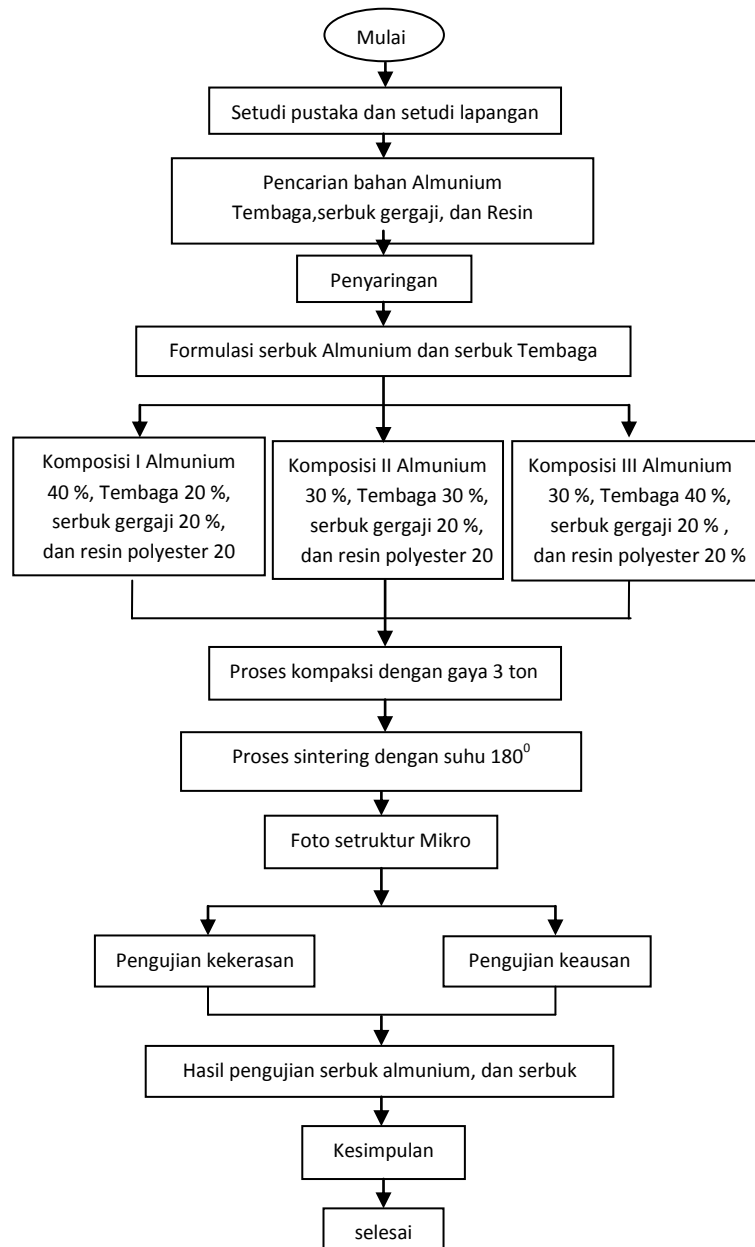 Mulai
Setudi pustaka dan setudi lapangan
Pencarian bahan Almunium
Tembaga,serbuk gergaji, dan Resin
Penyaringan
Formulasi serbuk Almunium dan serbuk Tembaga
Komposisi I Almunium
40 %, Tembaga 20 %,
serbuk gergaji 20 %,
dan resin polyester 20
Komposisi II Almunium
30 %, Tembaga 30 %,
serbuk gergaji 20 %,
dan resin polyester 20
Komposisi III Almunium
30 %, Tembaga 40 %,
serbuk gergaji 20 % ,
dan resin polyester 20 %
Proses kompaksi dengan gaya 3 ton
Proses sintering dengan suhu 180⁰
Foto setruktur Mikro
Pengujian kekerasan
Pengujian keausan
Hasil pengujian serbuk almunium, dan serbuk
Kesimpulan
selesai